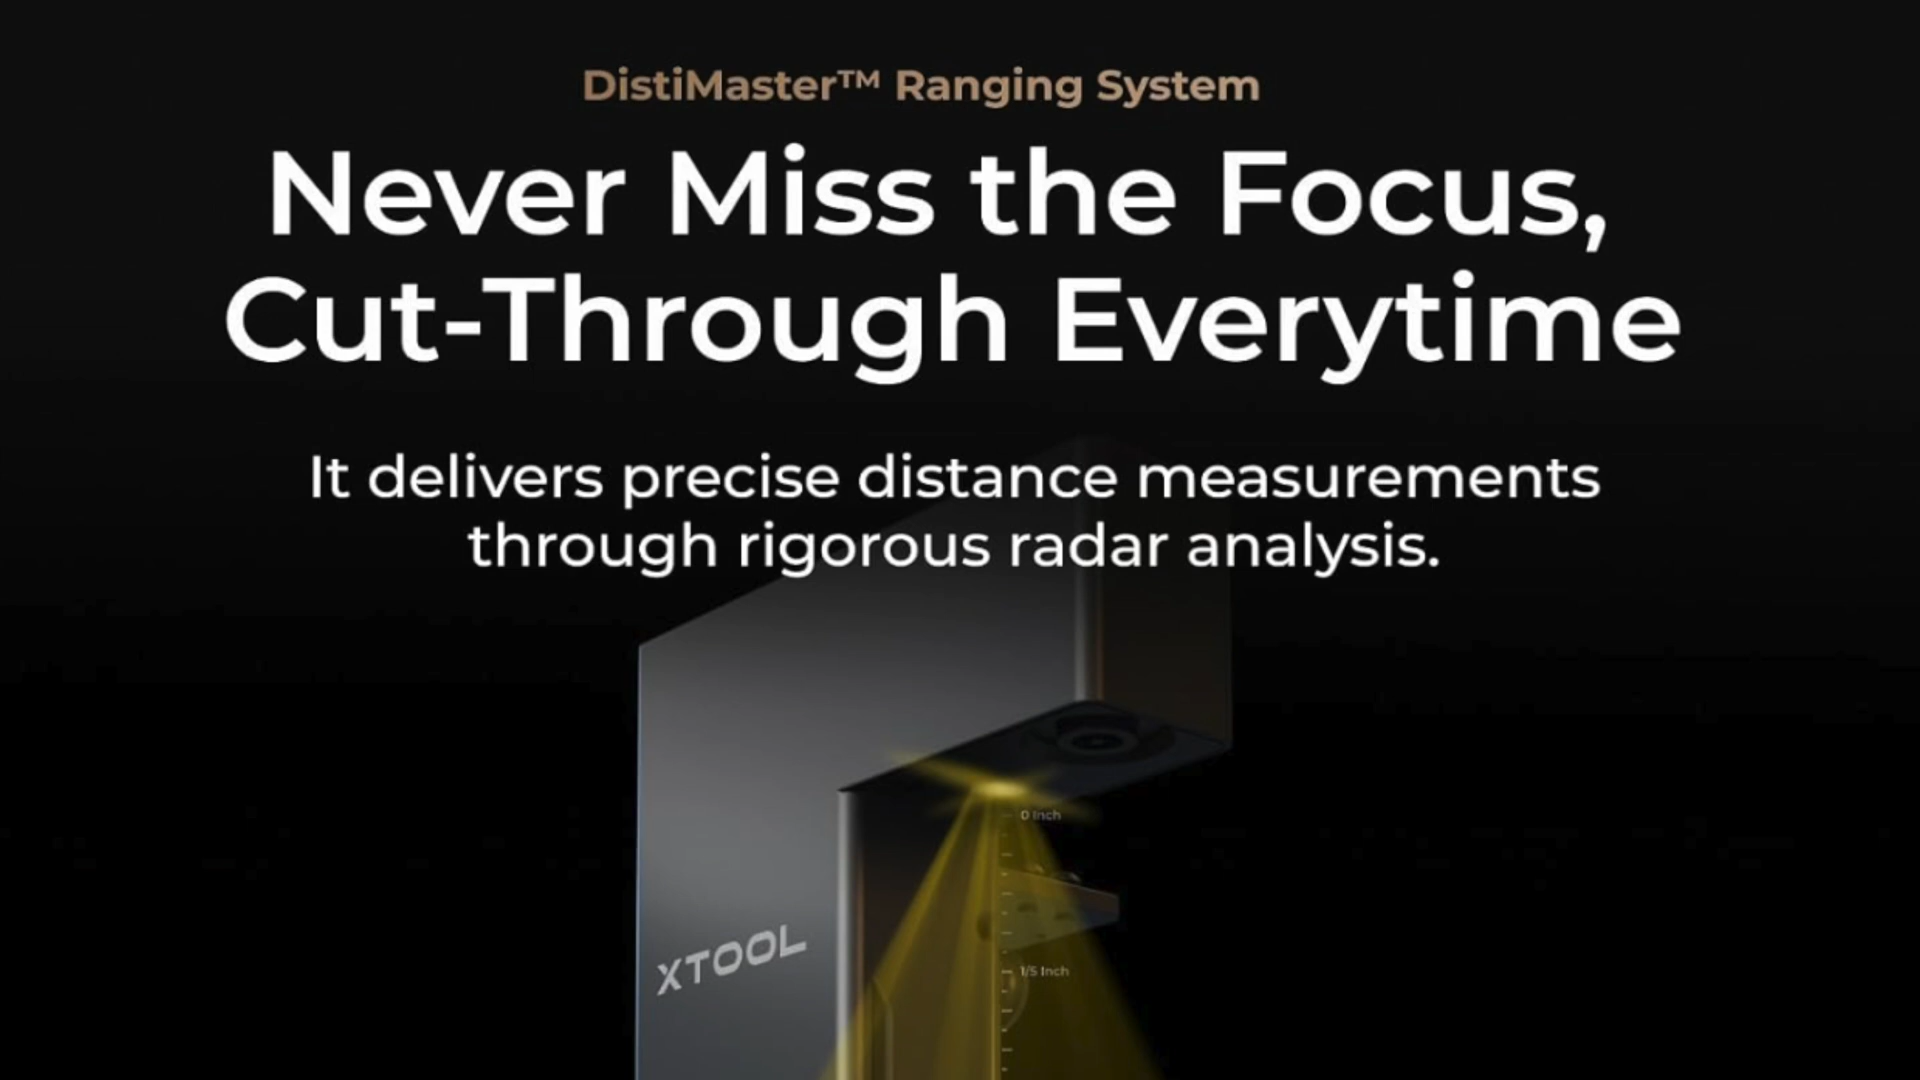 DistiMaster™ Ranging System
Never Miss the Focus,
Cut-Through Everytime
It delivers precise distance measurements
through rigorous radar analysis.
0 Inch
XTOOL
1/5 Inch